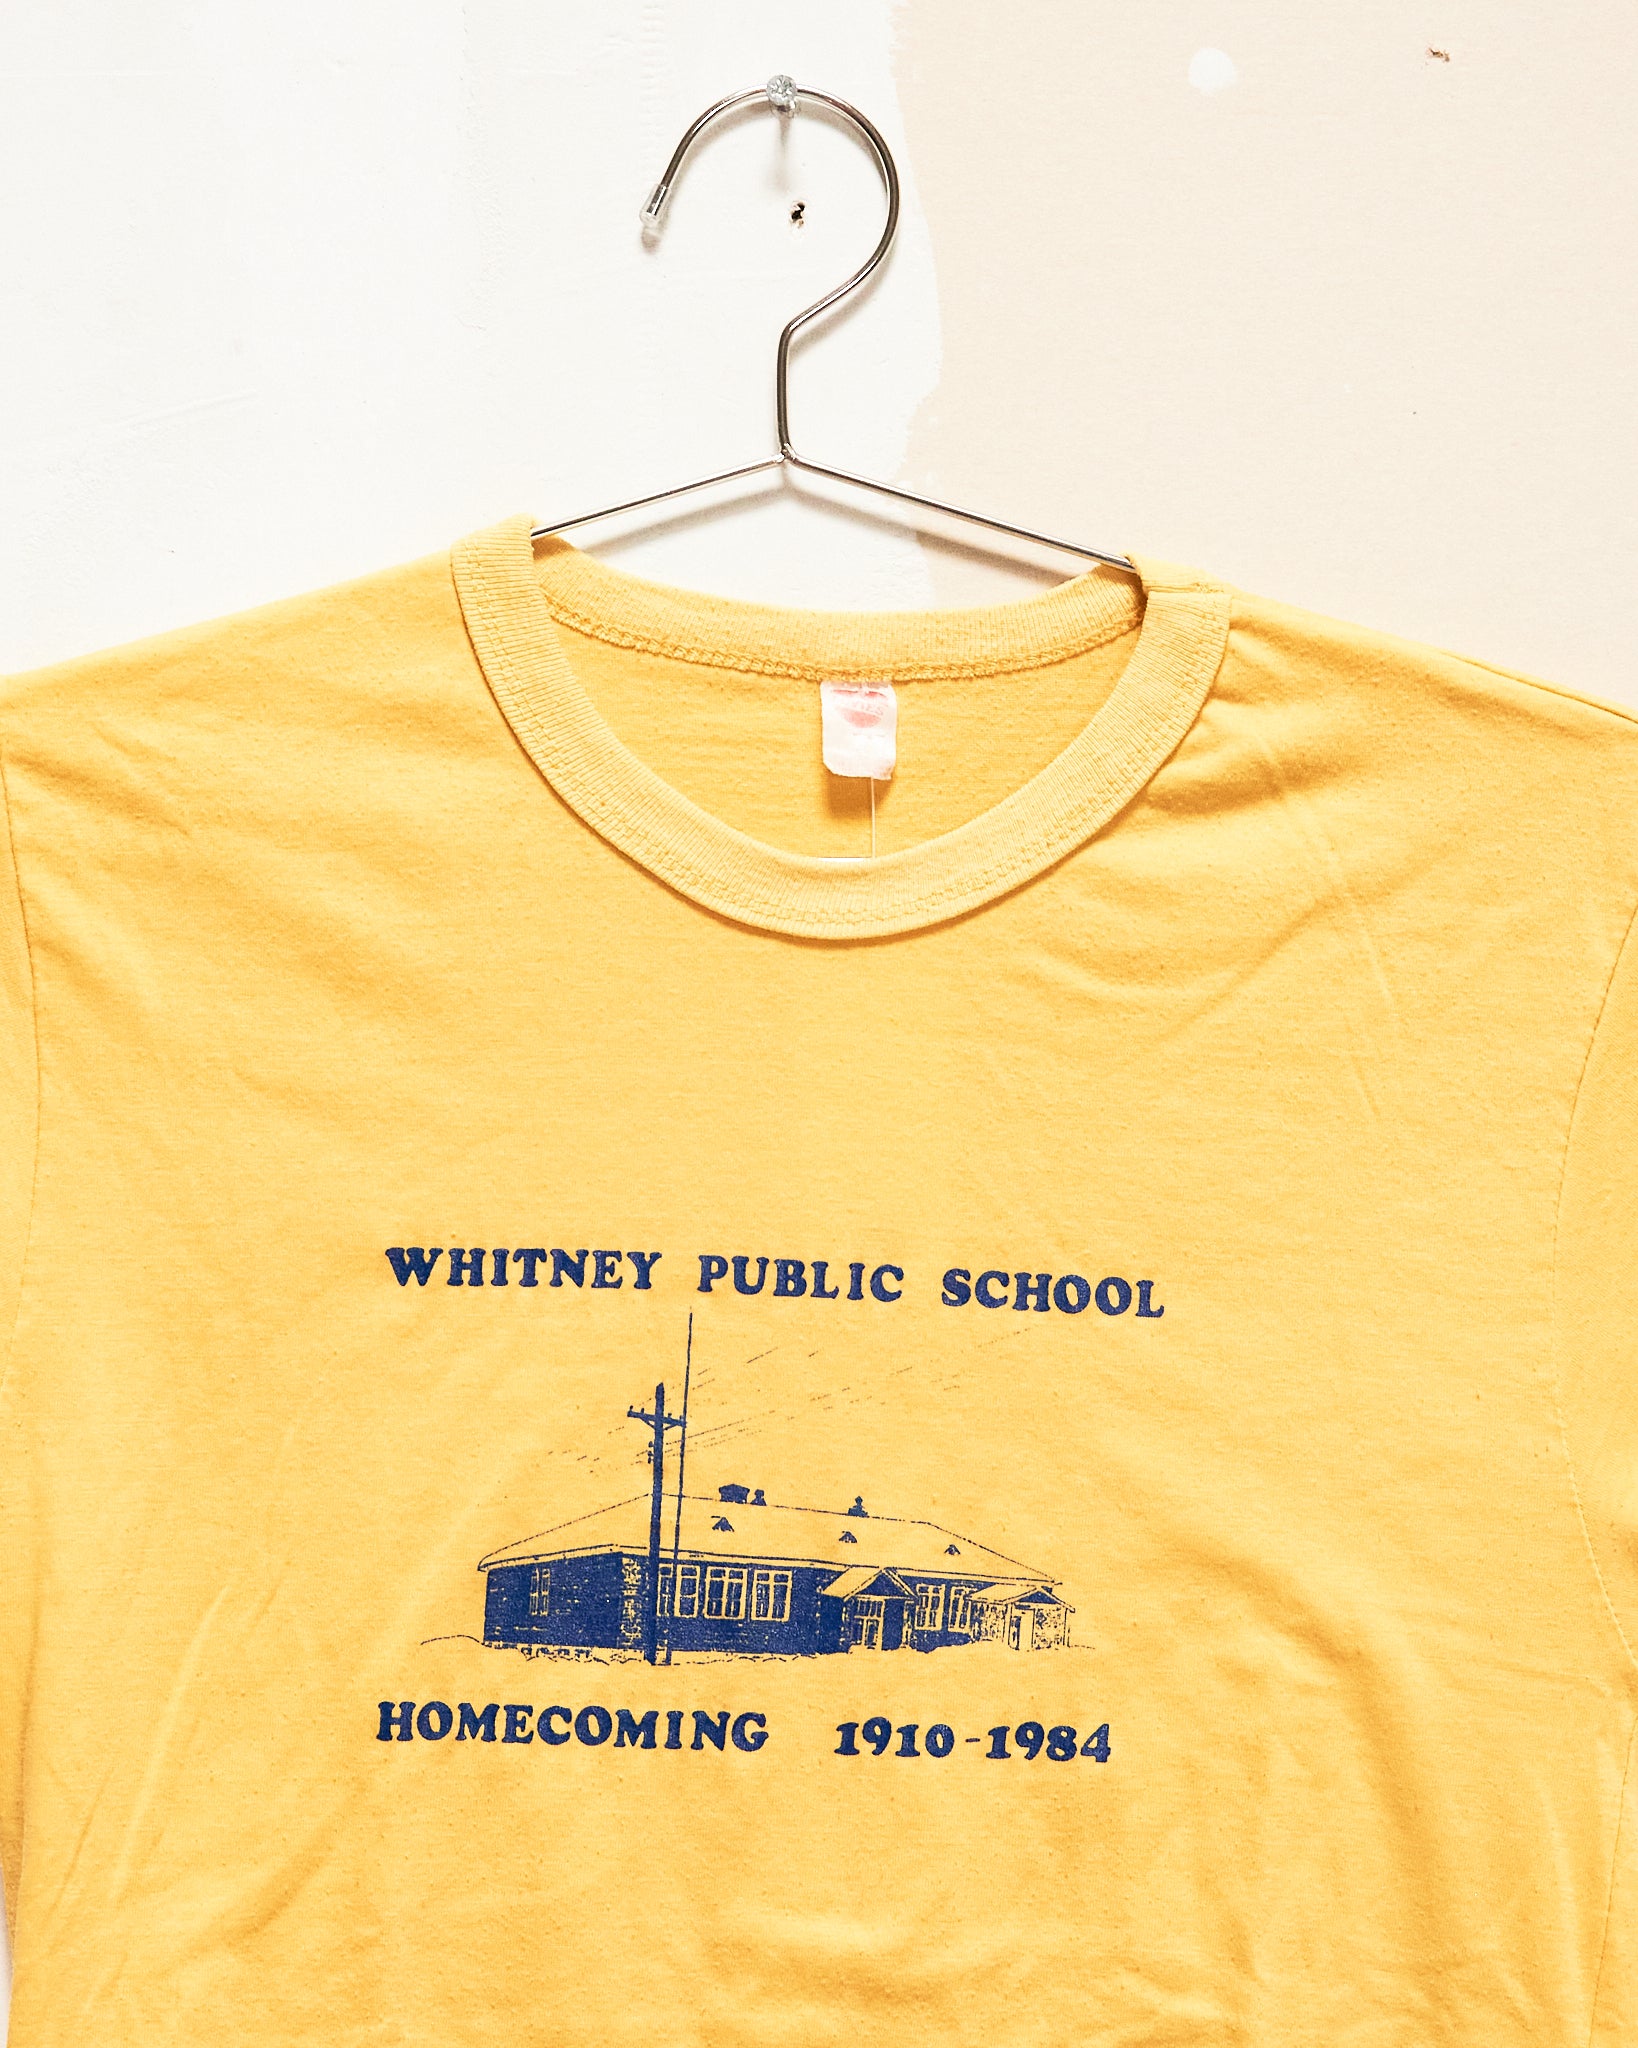 WHITNEY PUBLIC SCHOOL
HOMECOMING 1910-1984